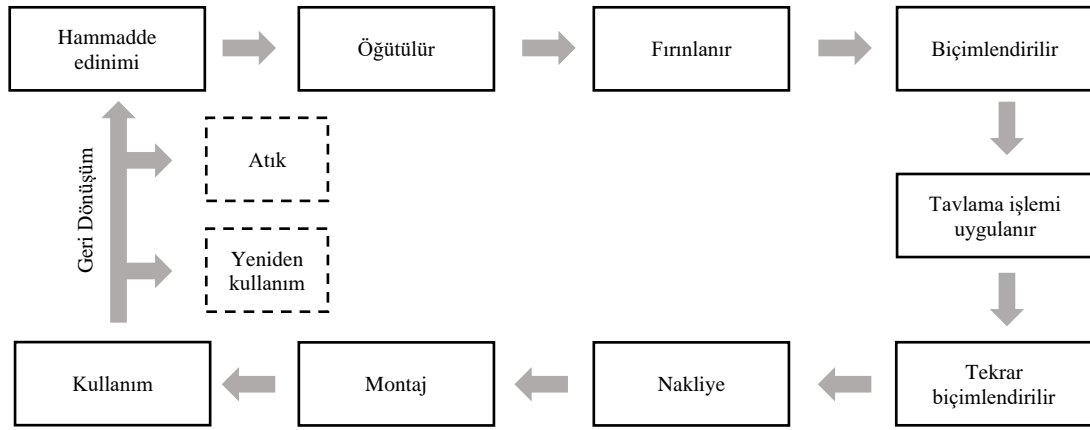 Hammadde
edinimi
Öğütülür
Fırınlanır
Biçimlendirilir
Geri Dönüşüm
Atık
Tavlama işlemi
uygulanır
Yeniden
kullanım
Kullanım
Montaj
Nakliye
Tekrar
biçimlendirilir